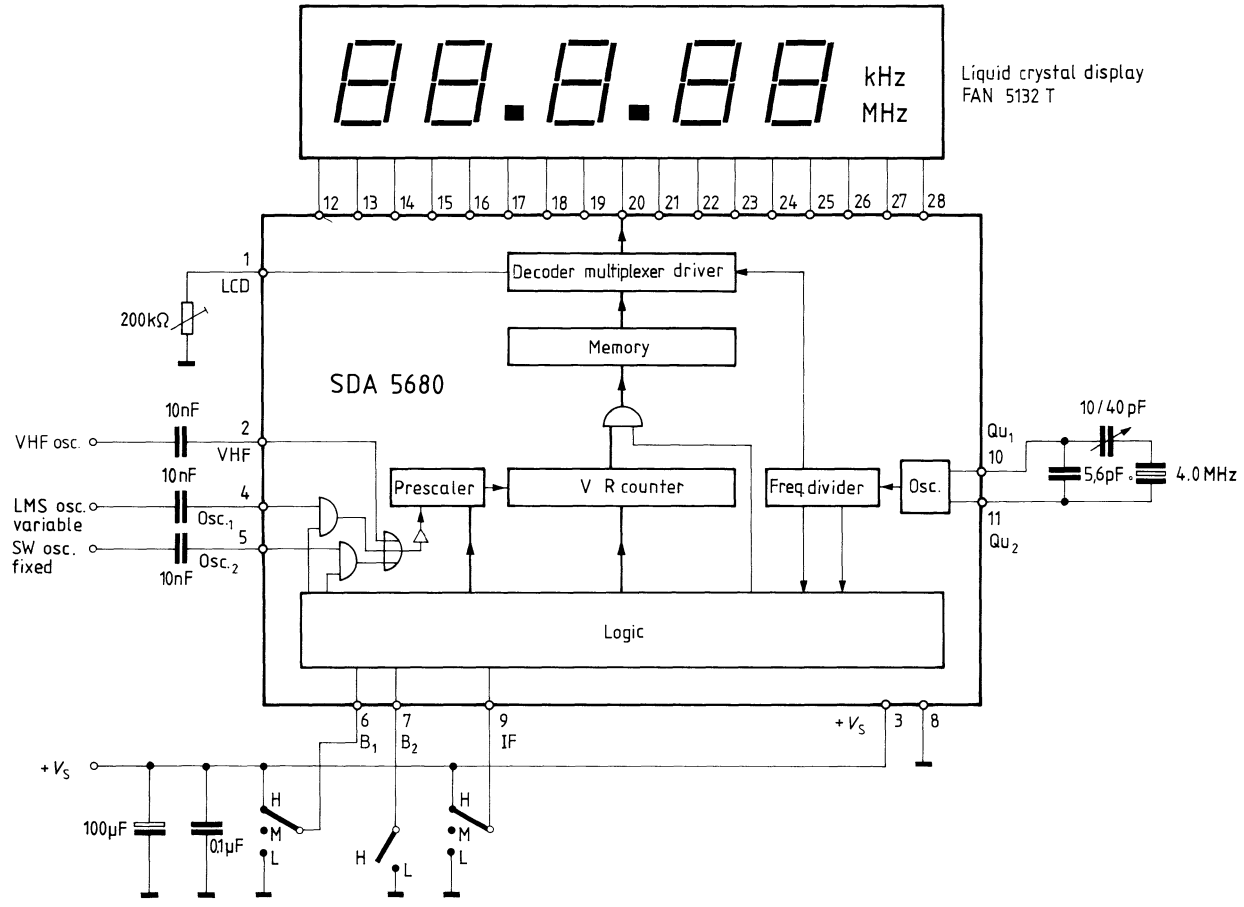 88.8.88
kHz
MHz
Liquid crystal display
FAN 5132 T
12 13 14 15 16 17 18 19 20 21 22 23 24 25 26 27 28
1
LCD
Decoder multiplexer driver
200kΩ
Memory
SDA 5680
10nF
VHF osc.
2
VHF
10nF
LMS osc.
variable
4
Osc.1
SW osc.
fixed
5
Osc.2
10nF
Prescaler
V R counter
Freq. divider
Osc.
Qu1
10
11
Qu2
10/40pF
5,6pF
4.0MHz
Logic
6
B1
7
B2
9
IF
+VS
3
8
+VS
100µF
0.1µF
H
M
L
H
L
H
M
L